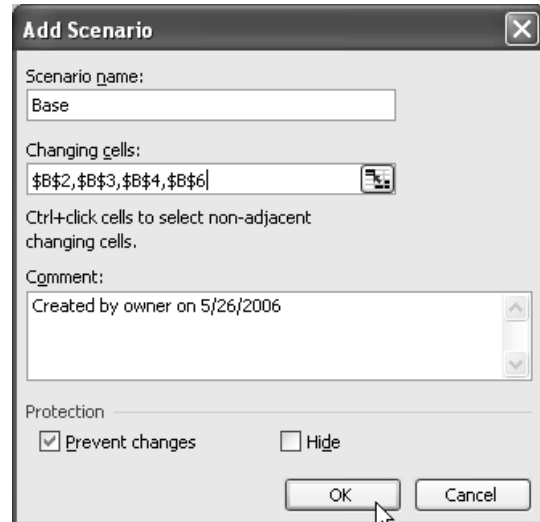 Add Scenario
Scenario name:
Base
Changing cells:
$B$2,$B$3,$B$4,$B$6
Ctrl+click cells to select non-adjacent
changing cells.
Comment:
Created by owner on 5/26/2006
Protection
Prevent changes Hide
OK Cancel